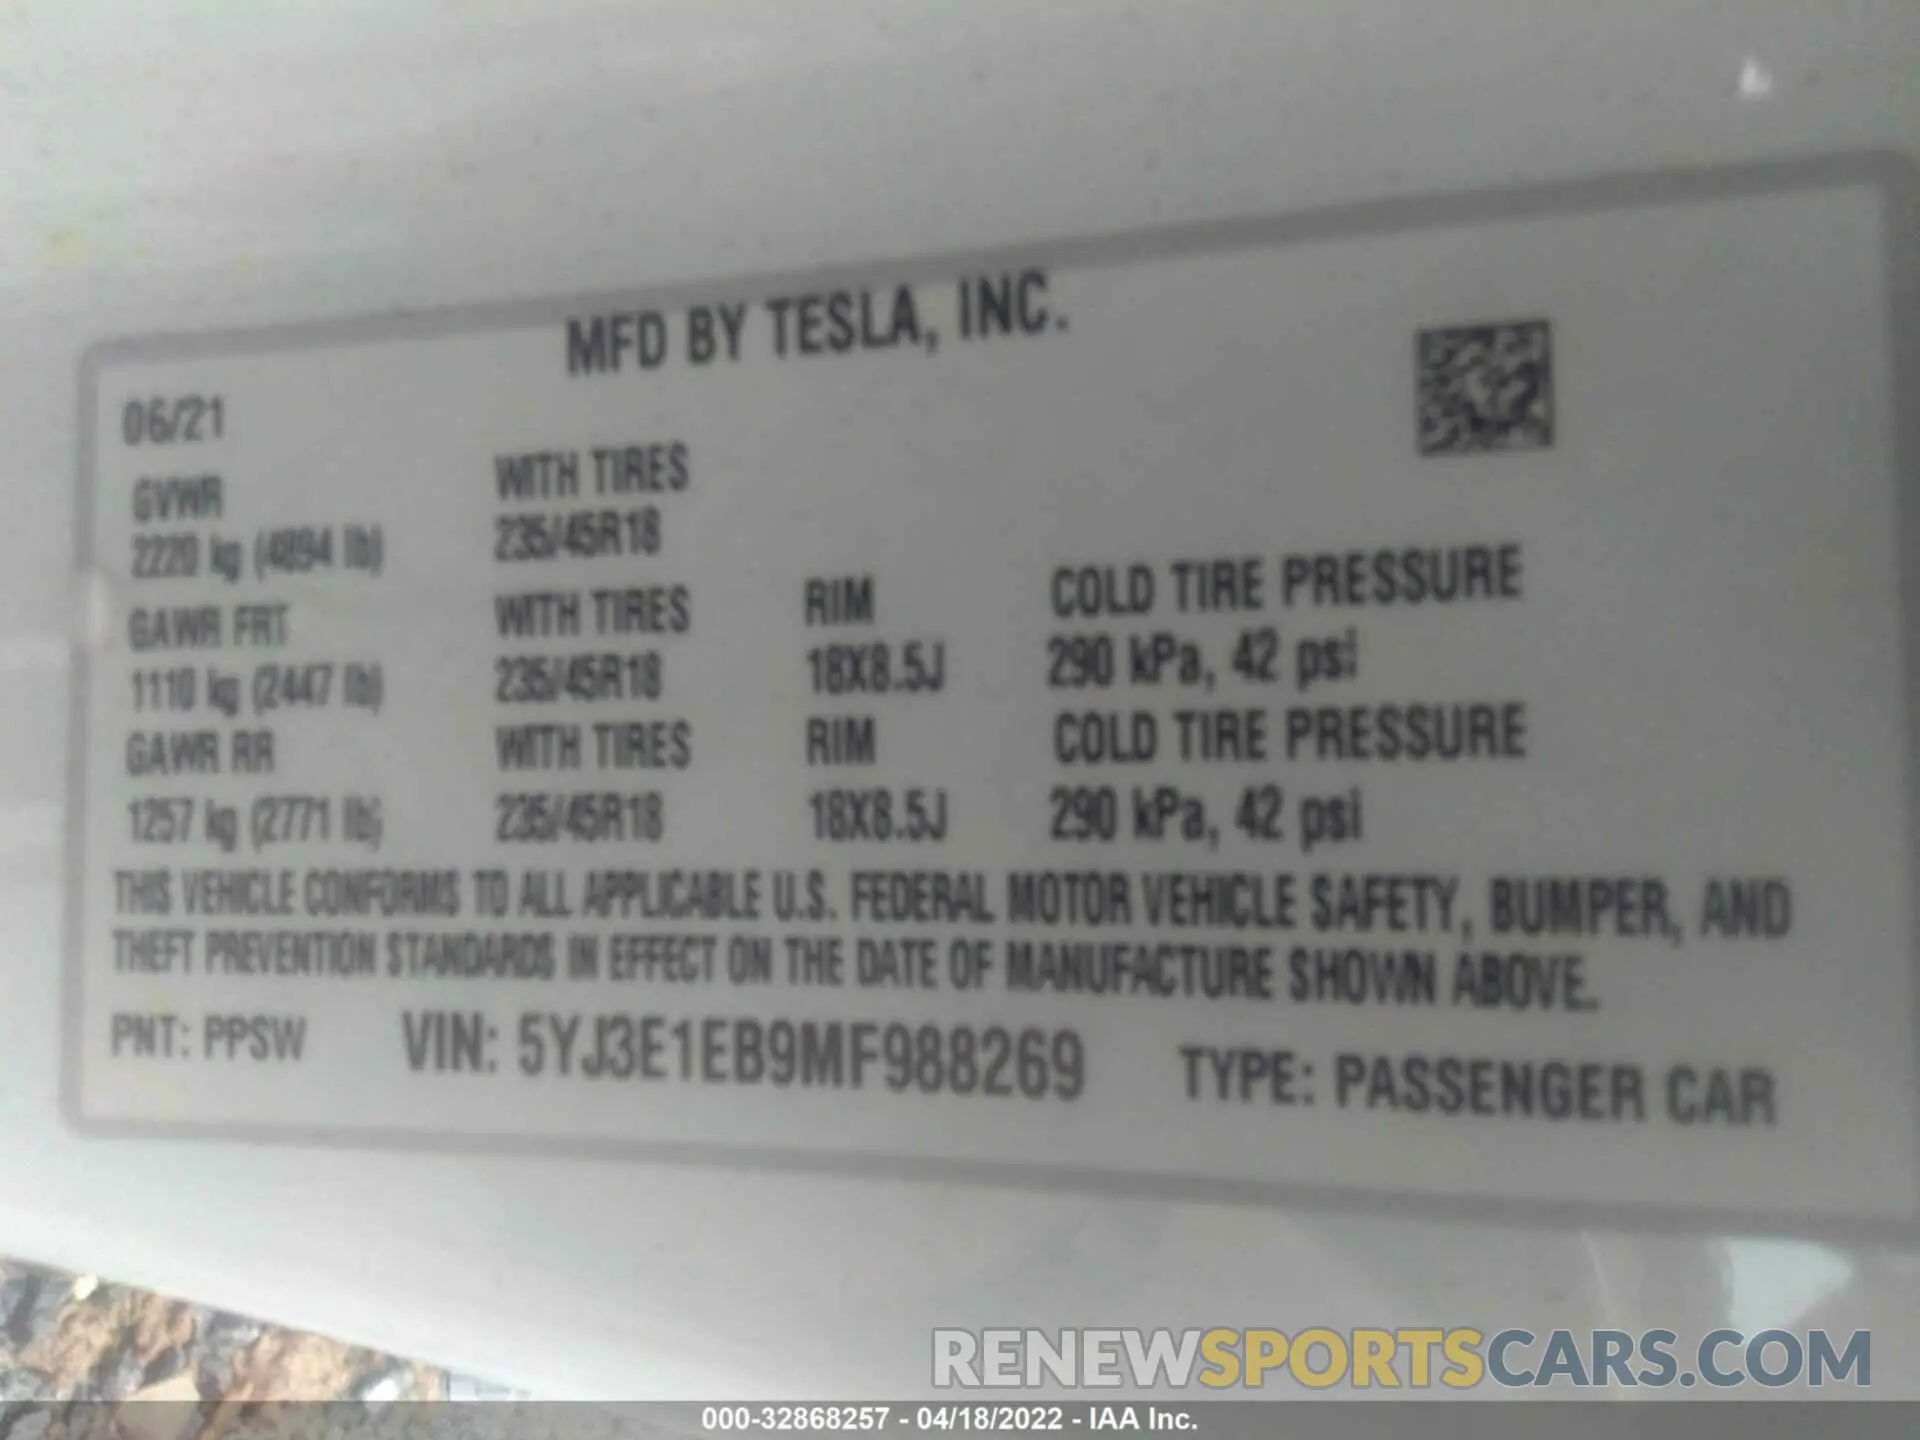 MFD BY TESLA, INC.
06/21
GVWR WITH TIRES
2220 kg (4894 lb) 235/45R18
GAWR FRT WITH TIRES RIM COLD TIRE PRESSURE
1110 kg (2447 lb) 235/45R18 18X8.5J 290 kPa, 42 psi
GAWR RR WITH TIRES RIM COLD TIRE PRESSURE
1257 kg (2771 lb) 235/45R18 18X8.5J 290 kPa, 42 psi
THIS VEHICLE CONFORMS TO ALL APPLICABLE U.S. FEDERAL MOTOR VEHICLE SAFETY, BUMPER, AND
THEFT PREVENTION STANDARDS IN EFFECT ON THE DATE OF MANUFACTURE SHOWN ABOVE.
PNT: PPSW VIN: 5YJ3E1EB9MF988269 TYPE: PASSENGER CAR
RENEWSPORTSCARS.COM
000-32868257 - 04/18/2022 - IAA Inc.